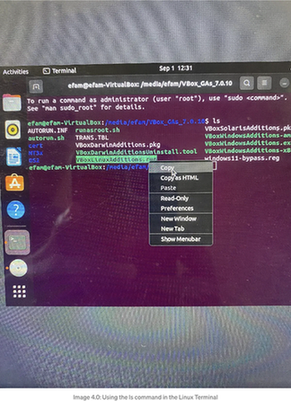 Activities
Terminal
Sep 1 12:31
efam@efam-VirtualBox: /media/efam/VBox_GAs_7.0.10
To run a command as administrator (user "root"), use "sudo <command>".
See "man sudo_root" for details.
efam@efam-VirtualBox:/media/efam/VBox_GAs_7.0.10$ ls
AUTORUN.INF runasroot.sh VBoxSolarisAdditions.pk
autorun.sh TRANS.TBL VBoxWindowsAdditions-am
cert VBoxDarwinAdditions.pkg VBoxWindowsAdditions.ex
NT3x VBoxDarwinAdditionsUninstall.tool VBoxWindowsAdditions-x8
OS2 VBoxLinuxAdditions.run windows11-bypass.reg
efam@efam-VirtualBox:/media/efam/
Copy
Copy as HTML
Paste
Read-Only
Preferences
New Window
New Tab
Show Menubar
Image 4.0: Using the ls command in the Linux Terminal